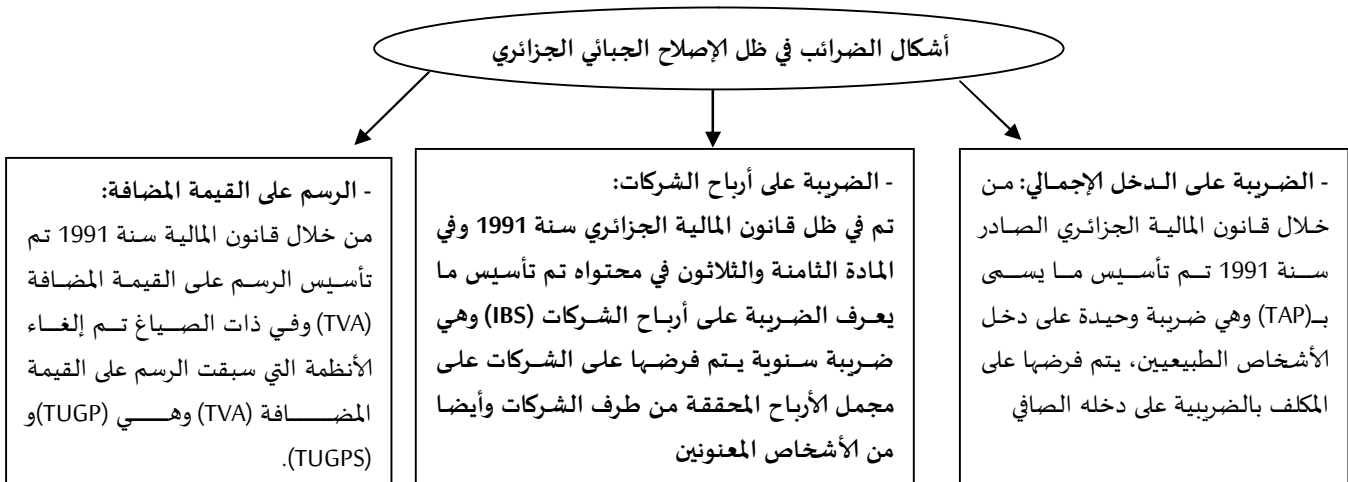 أشكال الضرائب في ظل الإصلاح الجبائي الجزائري
- الضريبة على الدخل الإجمالي: من
خلال قانون المالية الجزائري الصادر
سنة 1991 تم تأسيس ما يسمى
بـ(TAP) وهي ضريبة وحيدة على دخل
الأشخاص الطبيعيين، يتم فرضها على
المكلف بالضريبية على دخله الصافي
- الضريبة على أرباح الشركات:
تم في ظل قانون المالية الجزائري سنة 1991 وفي
المادة الثامنة والثلاثون في محتواه تم تأسيس ما
يعرف الضريبة على أرباح الشركات (IBS) وهي
ضريبة سنوية يتم فرضها على الشركات على
مجمل الأرباح المحققة من طرف الشركات وأيضا
من الأشخاص المعنونين
- الرسم على القيمة المضافة:
من خلال قانون المالية سنة 1991 تم
تأسيس الرسم على القيمة المضافة
(TVA) وفي ذات الصياغ تم إلغاء
الأنظمة التي سبقت الرسم على القيمة
المضافة (TVA) وهي (TUGP)و
(TUGPS).